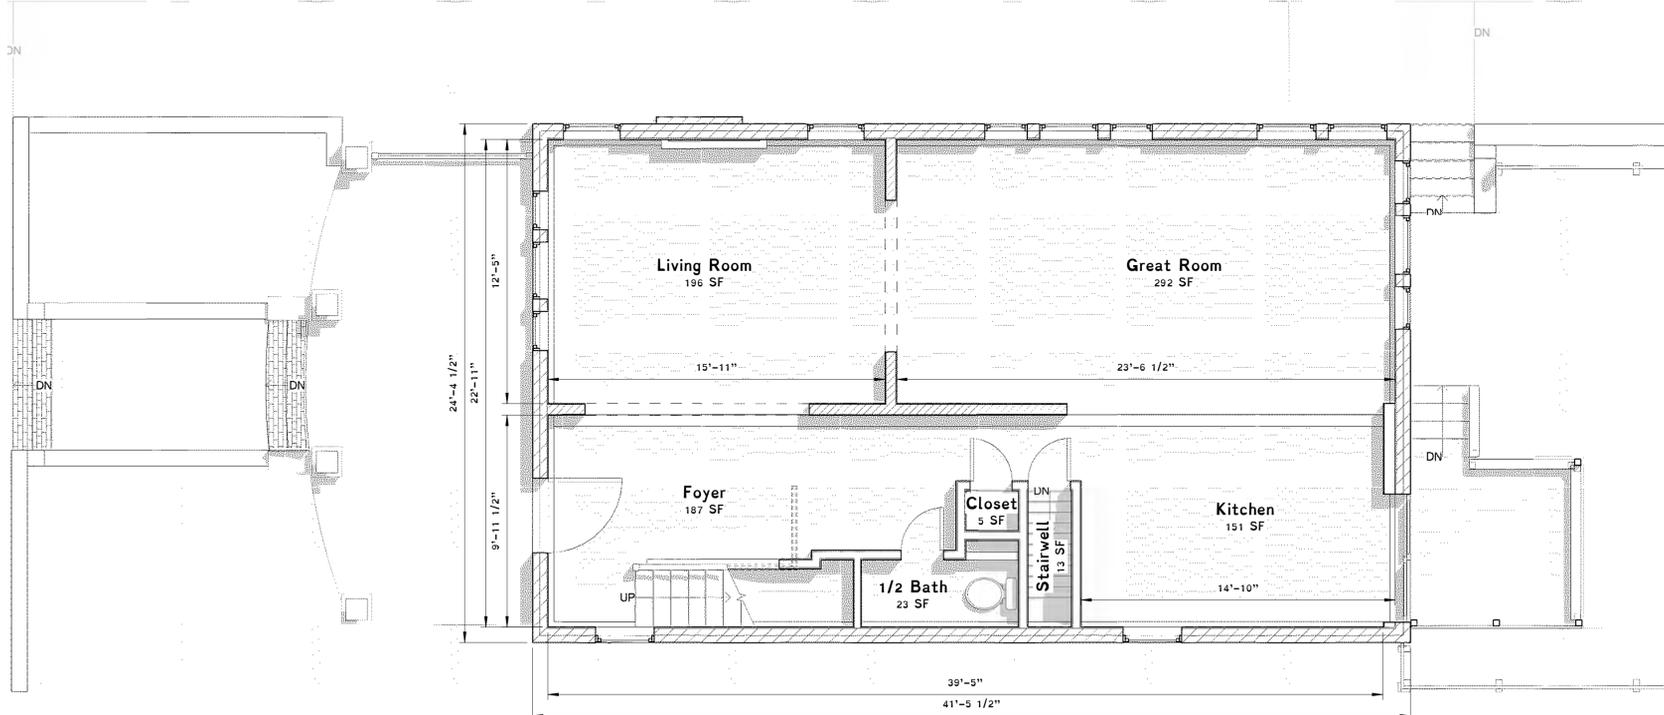 DN
DN
DN
Living Room
196 SF
Great Room
292 SF
12'-5"
24'-4 1/2"
22'-11"
15'-11"
23'-6 1/2"
DN
DN
DN
Foyer
187 SF
9'-11 1/2"
DN
Closet
5 SF
Stairwell
13 SF
Kitchen
151 SF
UP
1/2 Bath
23 SF
14'-10"
39'-5"
41'-5 1/2"